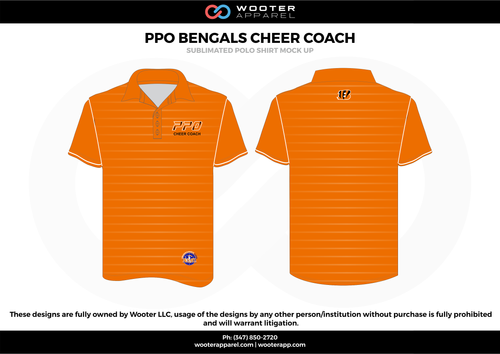 WOOTER
APPAREL
PPO BENGALS CHEER COACH
SUBLIMATED POLO SHIRT MOCK UP
PPO
CHEER COACH
These designs are fully owned by Wooter LLC, usage of the designs by any other person/institution without purchase is fully prohibited
and will warrant litigation.
Ph: (347) 850-2720
wooterapparel.com | wooterapp.com